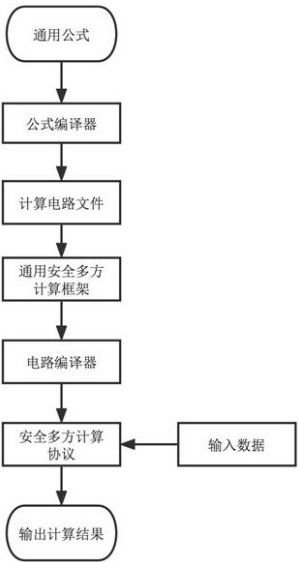 通用公式
公式编译器
计算电路文件
通用安全多方
计算框架
电路编译器
安全多方计算
协议
输入数据
输出计算结果